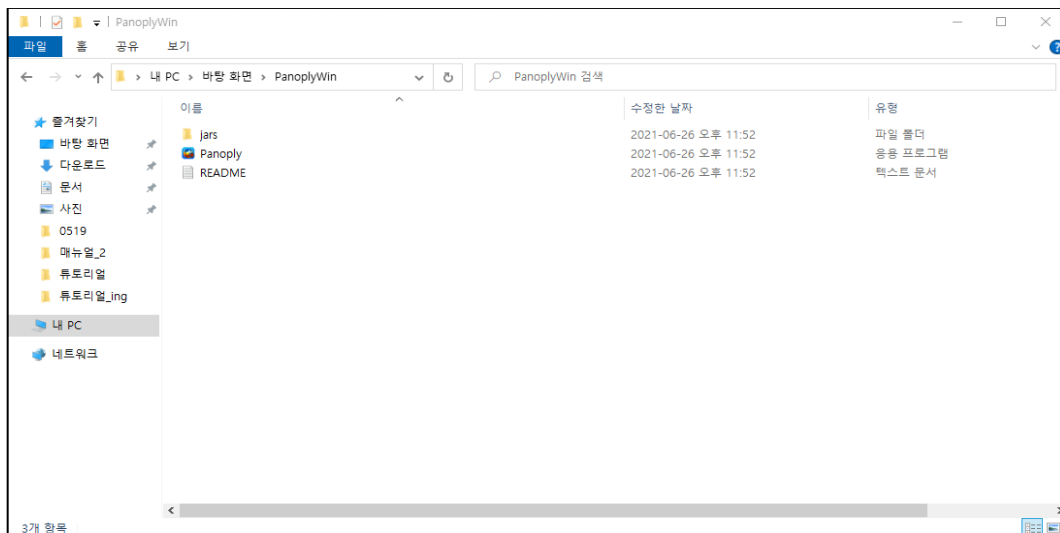 PanoplyWin
파일 홈 공유 보기
내 PC > 바탕 화면 > PanoplyWin
PanoplyWin 검색
이름 수정한 날짜 유형
즐겨찾기
바탕 화면
다운로드
문서
사진
0519
매뉴얼_2
튜토리얼
튜토리얼_ing
내 PC
네트워크
jars 2021-06-26 오후 11:52 파일 폴더
Panoply 2021-06-26 오후 11:52 응용 프로그램
README 2021-06-26 오후 11:52 텍스트 문서
3개 항목